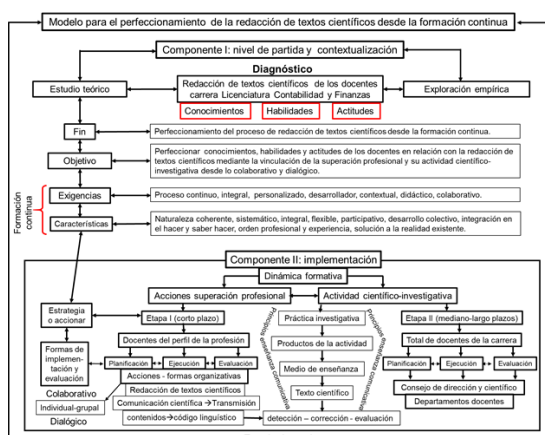 Modelo para el perfeccionamiento de la redacción de textos científicos desde la formación continua
Componente I: nivel de partida y contextualización
Diagnóstico
Estudio teórico
Redacción de textos científicos de los docentes
carrera Licenciatura Contabilidad y Finanzas
Exploración empírica
Conocimientos
Habilidades
Actitudes
Fin
Perfeccionamiento del proceso de redacción de textos científicos desde la formación continua.
Objetivo
Perfeccionar conocimientos, habilidades y actitudes de los docentes en relación con la redacción de
textos científicos mediante la vinculación de la superación profesional y su actividad científico-
investigativa desde lo colaborativo y dialógico.
Formación
continua
Exigencias
Proceso continuo, integral, personalizado, desarrollador, contextual, didáctico, colaborativo.
Características
Naturaleza coherente, sistemático, integral, flexible, participativo, desarrollo colectivo, integración en
el hacer y saber hacer, orden profesional y experiencia, solución a la realidad existente.
Componente II: implementación
Dinámica formativa
Acciones superación profesional
Actividad científico-investigativa
Estrategia
o accionar
Etapa I (corto plazo)
Práctica investigativa
Etapa II (mediano-largo plazos)
Docentes del perfil de la profesión
Productos de la actividad
Total de docentes de la carrera
Formas de
implemen-
tación y
evaluación
Planificación
Ejecución
Evaluación
Medio de enseñanza
Planificación
Ejecución
Evaluación
Principios
enseñanza comunicativa
Principios
enseñanza comunicativa
Acciones - formas organizativas
Texto científico
Consejo de dirección y científico
Colaborativo
Redacción de textos científicos
Departamentos docentes
Individual-grupal
Comunicación científica → Transmisión
Dialógico
contenidos→código linguístico
detección – corrección - evaluación